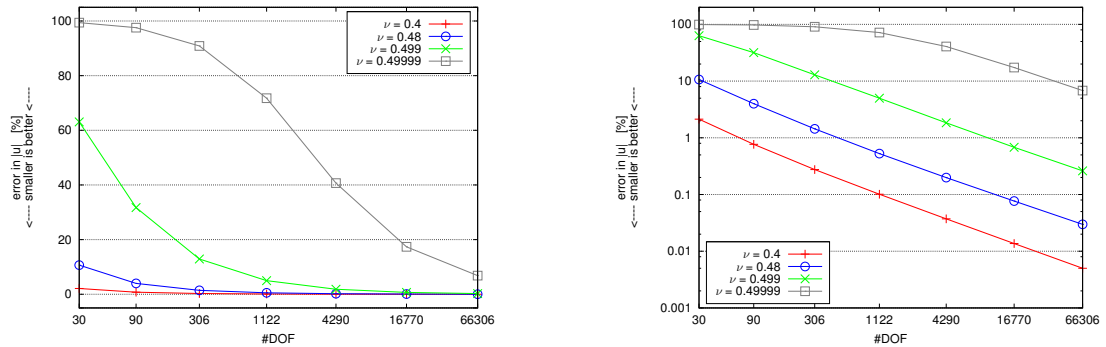 100
80
60
40
20
0
30
90
306
1122
4290
16770
66306
error in |u| [%]
<---- smaller is better <----
#DOF
ν = 0.4
ν = 0.48
ν = 0.499
ν = 0.49999
100
10
1
0.1
0.01
0.001
30
90
306
1122
4290
16770
66306
error in |u| [%]
<---- smaller is better <----
#DOF
ν = 0.4
ν = 0.48
ν = 0.499
ν = 0.49999